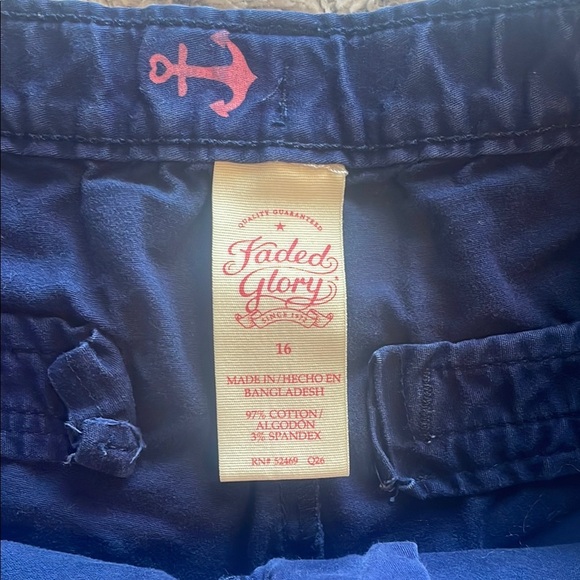 QUALITY GUARANTEED
Faded
Glory
SINCE 1972
16
MADE IN/HECHO EN
BANGLADESH
97% COTTON/
ALGODÓN
3% SPANDEX
RN# 52469 Q26